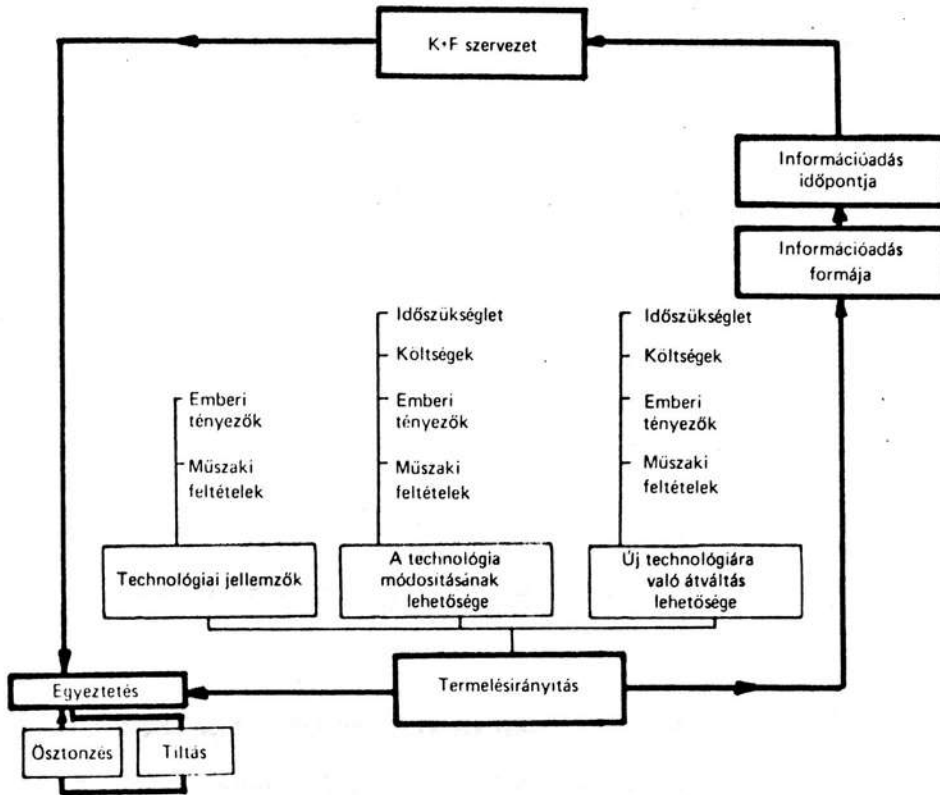 K+F szervezet
Információadás
időpontja
Információadás
formája
Időszükséglet
Költségek
Emberi
tényezők
Műszaki
feltételek
Időszükséglet
Költségek
Emberi
tényezők
Műszaki
feltételek
Emberi
tényezők
Műszaki
feltételek
Technológiai jellemzők
A technológia
módosításának
lehetősége
Új technológiára
való átváltás
lehetősége
Egyeztetés
Termelésirányítás
Ösztönzés
Tiltás